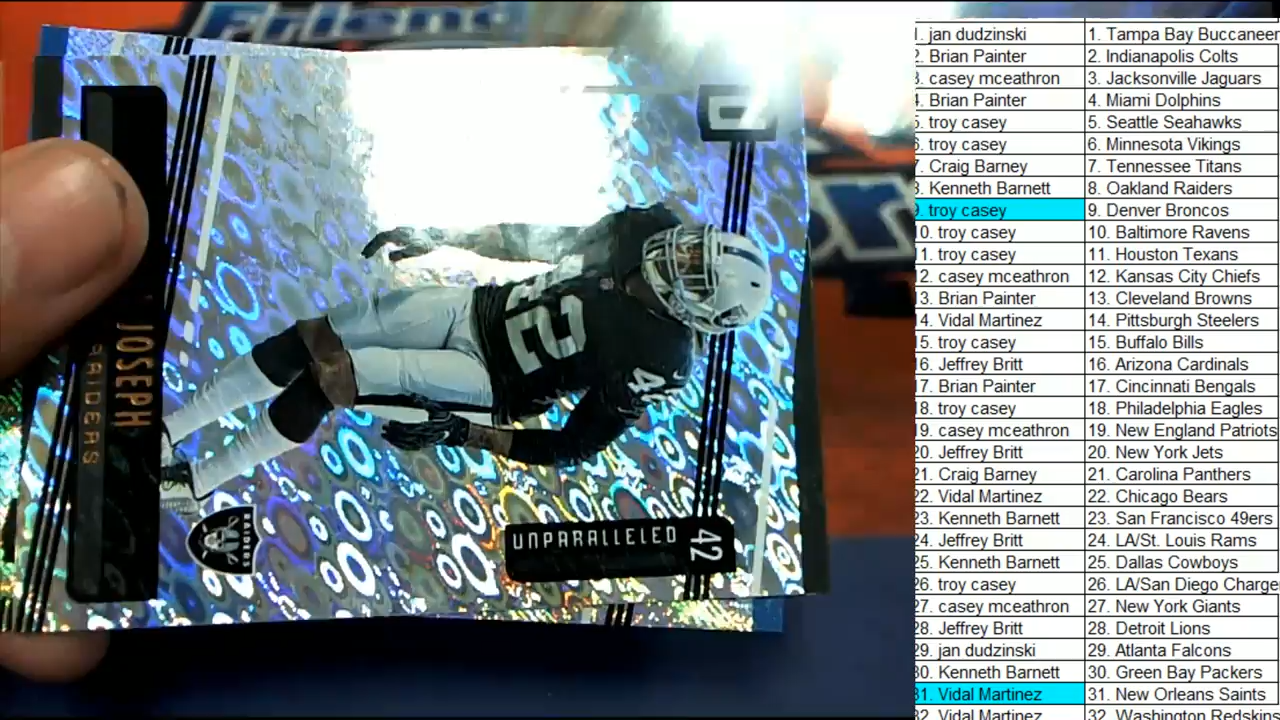 Friend
JOSEPH
RAIDERS
42
42
RAIDERS
UNPARALLELED
42
1. jan dudzinski 1. Tampa Bay Buccaneer
2. Brian Painter 2. Indianapolis Colts
3. casey mceathron 3. Jacksonville Jaguars
4. Brian Painter 4. Miami Dolphins
5. troy casey 5. Seattle Seahawks
6. troy casey 6. Minnesota Vikings
7. Craig Barney 7. Tennessee Titans
8. Kenneth Barnett 8. Oakland Raiders
9. troy casey 9. Denver Broncos
10. troy casey 10. Baltimore Ravens
11. troy casey 11. Houston Texans
12. casey mceathron 12. Kansas City Chiefs
13. Brian Painter 13. Cleveland Browns
14. Vidal Martinez 14. Pittsburgh Steelers
15. troy casey 15. Buffalo Bills
16. Jeffrey Britt 16. Arizona Cardinals
17. Brian Painter 17. Cincinnati Bengals
18. troy casey 18. Philadelphia Eagles
19. casey mceathron 19. New England Patriots
20. Jeffrey Britt 20. New York Jets
21. Craig Barney 21. Carolina Panthers
22. Vidal Martinez 22. Chicago Bears
23. Kenneth Barnett 23. San Francisco 49ers
24. Jeffrey Britt 24. LA/St. Louis Rams
25. Kenneth Barnett 25. Dallas Cowboys
26. troy casey 26. LA/San Diego Charge
27. casey mceathron 27. New York Giants
28. Jeffrey Britt 28. Detroit Lions
29. jan dudzinski 29. Atlanta Falcons
30. Kenneth Barnett 30. Green Bay Packers
31. Vidal Martinez 31. New Orleans Saints
32. Vidal Martinez 32. Washington Redskins